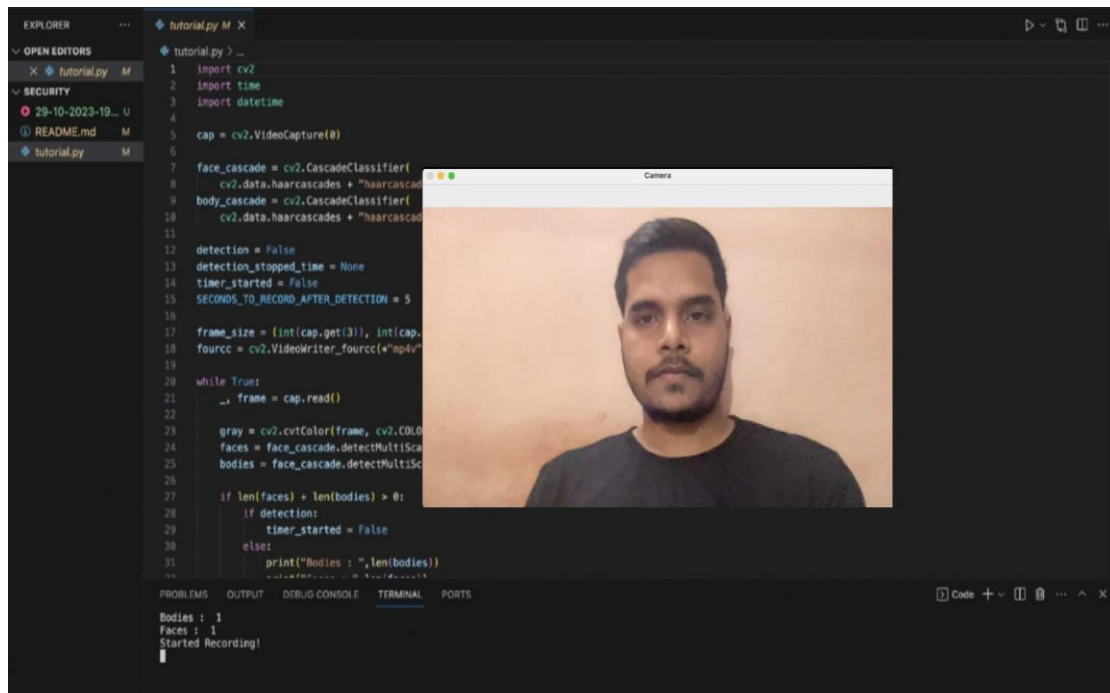 EXPLORER ...
OPEN EDITORS
tutorial.py M
SECURITY
29-10-2023-19... U
README.md M
tutorial.py M
tutorial.py M
tutorial.py > ...
1 import cv2
2 import time
3 import datetime
4
5 cap = cv2.VideoCapture(0)
6
7 face_cascade = cv2.CascadeClassifier(
8 cv2.data.haarcascades + "haarcascad
9 body_cascade = cv2.CascadeClassifier(
10 cv2.data.haarcascades + "haarcascad
11
12 detection = False
13 detection_stopped_time = None
14 timer_started = False
15 SECONDS_TO_RECORD_AFTER_DETECTION = 5
16
17 frame_size = (int(cap.get(3)), int(cap.
18 fourcc = cv2.VideoWriter_fourcc(*"mp4v"
19
20 while True:
21 _, frame = cap.read()
22
23 gray = cv2.cvtColor(frame, cv2.COLO
24 faces = face_cascade.detectMultiSca
25 bodies = face_cascade.detectMultiSc
26
27 if len(faces) + len(bodies) > 0:
28 if detection:
29 timer_started = False
30 else:
31 print("Bodies : ",len(bodies))
Camera
PROBLEMS OUTPUT DEBUG CONSOLE TERMINAL PORTS
Code
Bodies : 1
Faces : 1
Started Recording!